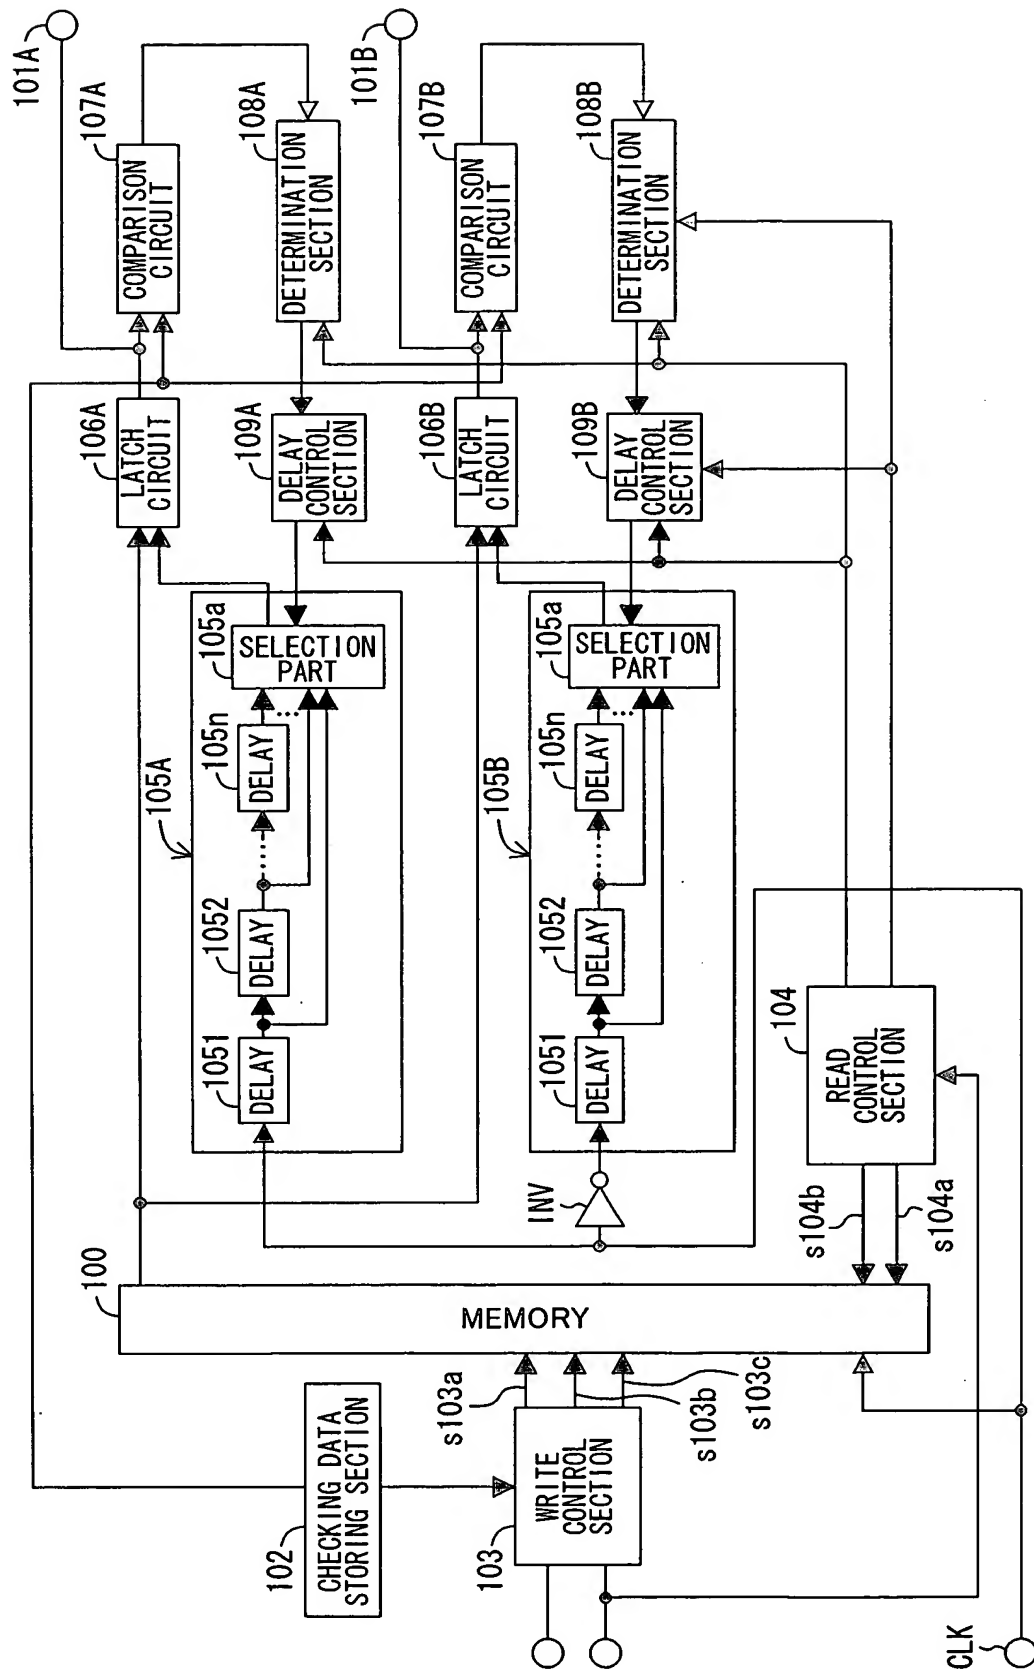 101A
107A
COMPARISON
CIRCUIT
108A
DETERMINATION
SECTION
101B
107B
COMPARISON
CIRCUIT
108B
DETERMINATION
SECTION
106A
LATCH
CIRCUIT
109A
DELAY
CONTROL
SECTION
106B
LATCH
CIRCUIT
109B
DELAY
CONTROL
SECTION
105A
105a
SELECTION
PART
105n
DELAY
1052
DELAY
1051
DELAY
105B
105a
SELECTION
PART
105n
DELAY
1052
DELAY
1051
DELAY
INV
104
READ
CONTROL
SECTION
s104b
s104a
100
MEMORY
s103a
s103b
s103c
102
CHECKING DATA
STORING SECTION
103
WRITE
CONTROL
SECTION
CLK